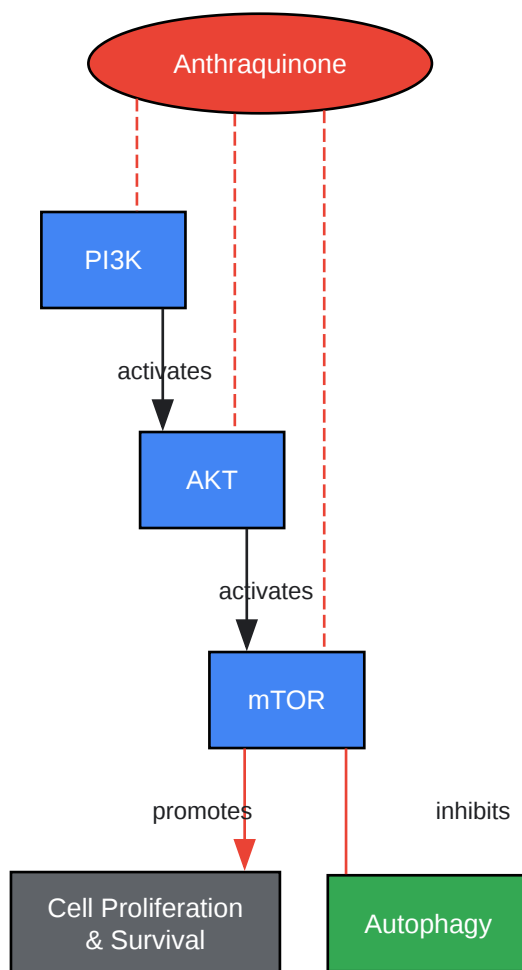 Anthraquinone
PI3K
activates
AKT
activates
mTOR
promotes
inhibits
Cell Proliferation
& Survival
Autophagy